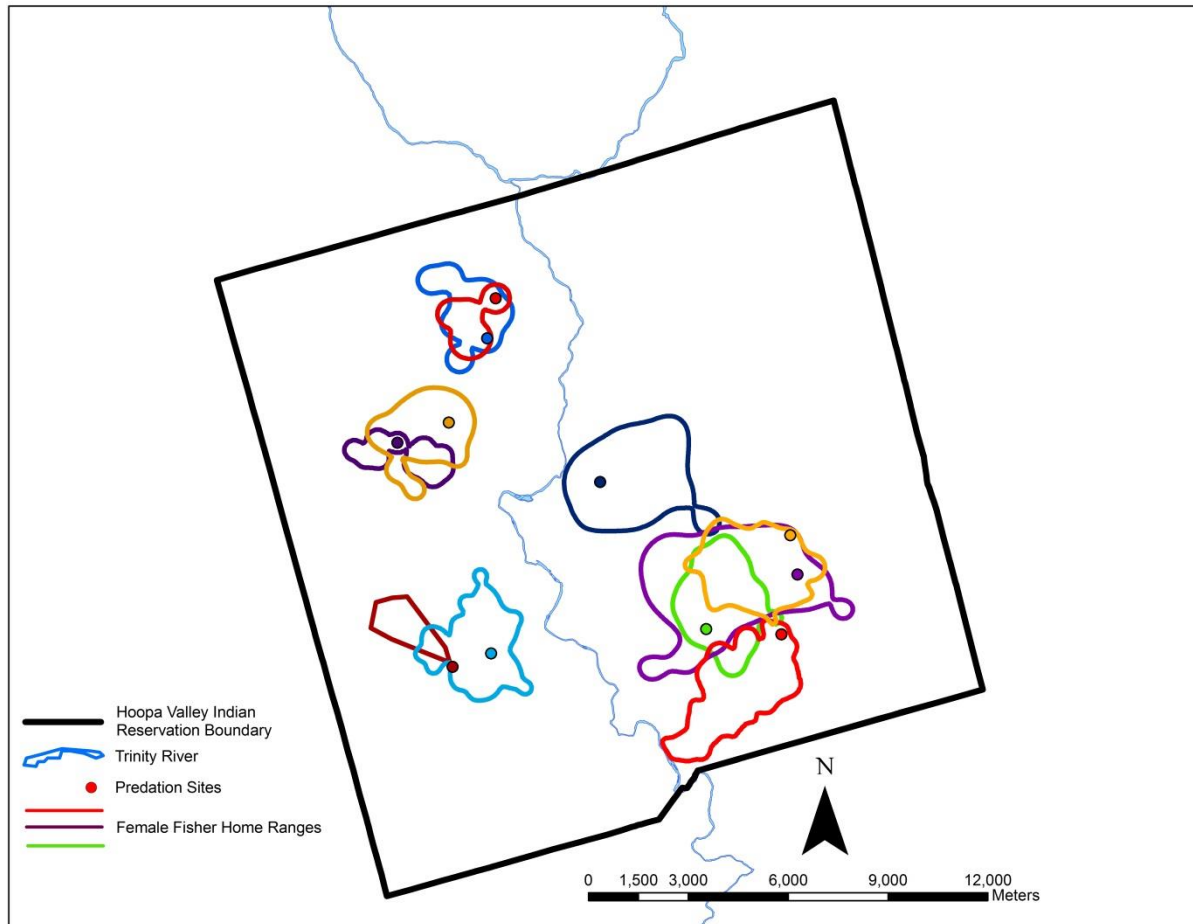 Hoopa Valley Indian
Reservation Boundary
Trinity River
Predation Sites
Female Fisher Home Ranges
N
0 1,500 3,000 6,000 9,000 12,000
Meters